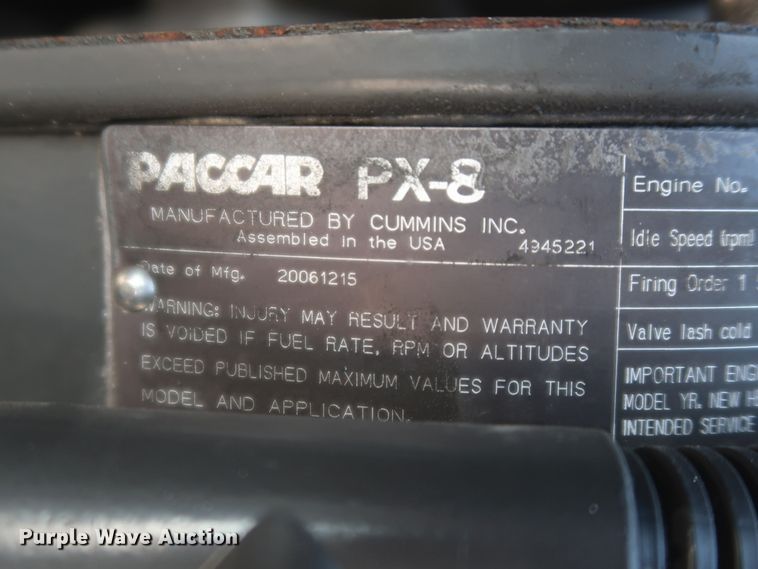 PACCAR PX-8
MANUFACTURED BY CUMMINS INC.
Assembled in the USA 4945221
Date of Mfg. 20061215
WARNING: INJURY MAY RESULT AND WARRANTY
IS VOIDED IF FUEL RATE, RPM OR ALTITUDES
EXCEED PUBLISHED MAXIMUM VALUES FOR THIS
MODEL AND APPLICATION.
Engine No.
Idle Speed (rpm)
Firing Order 1
Valve lash cold
IMPORTANT ENG
MODEL YR. NEW H
INTENDED SERVICE
Purple Wave Auction